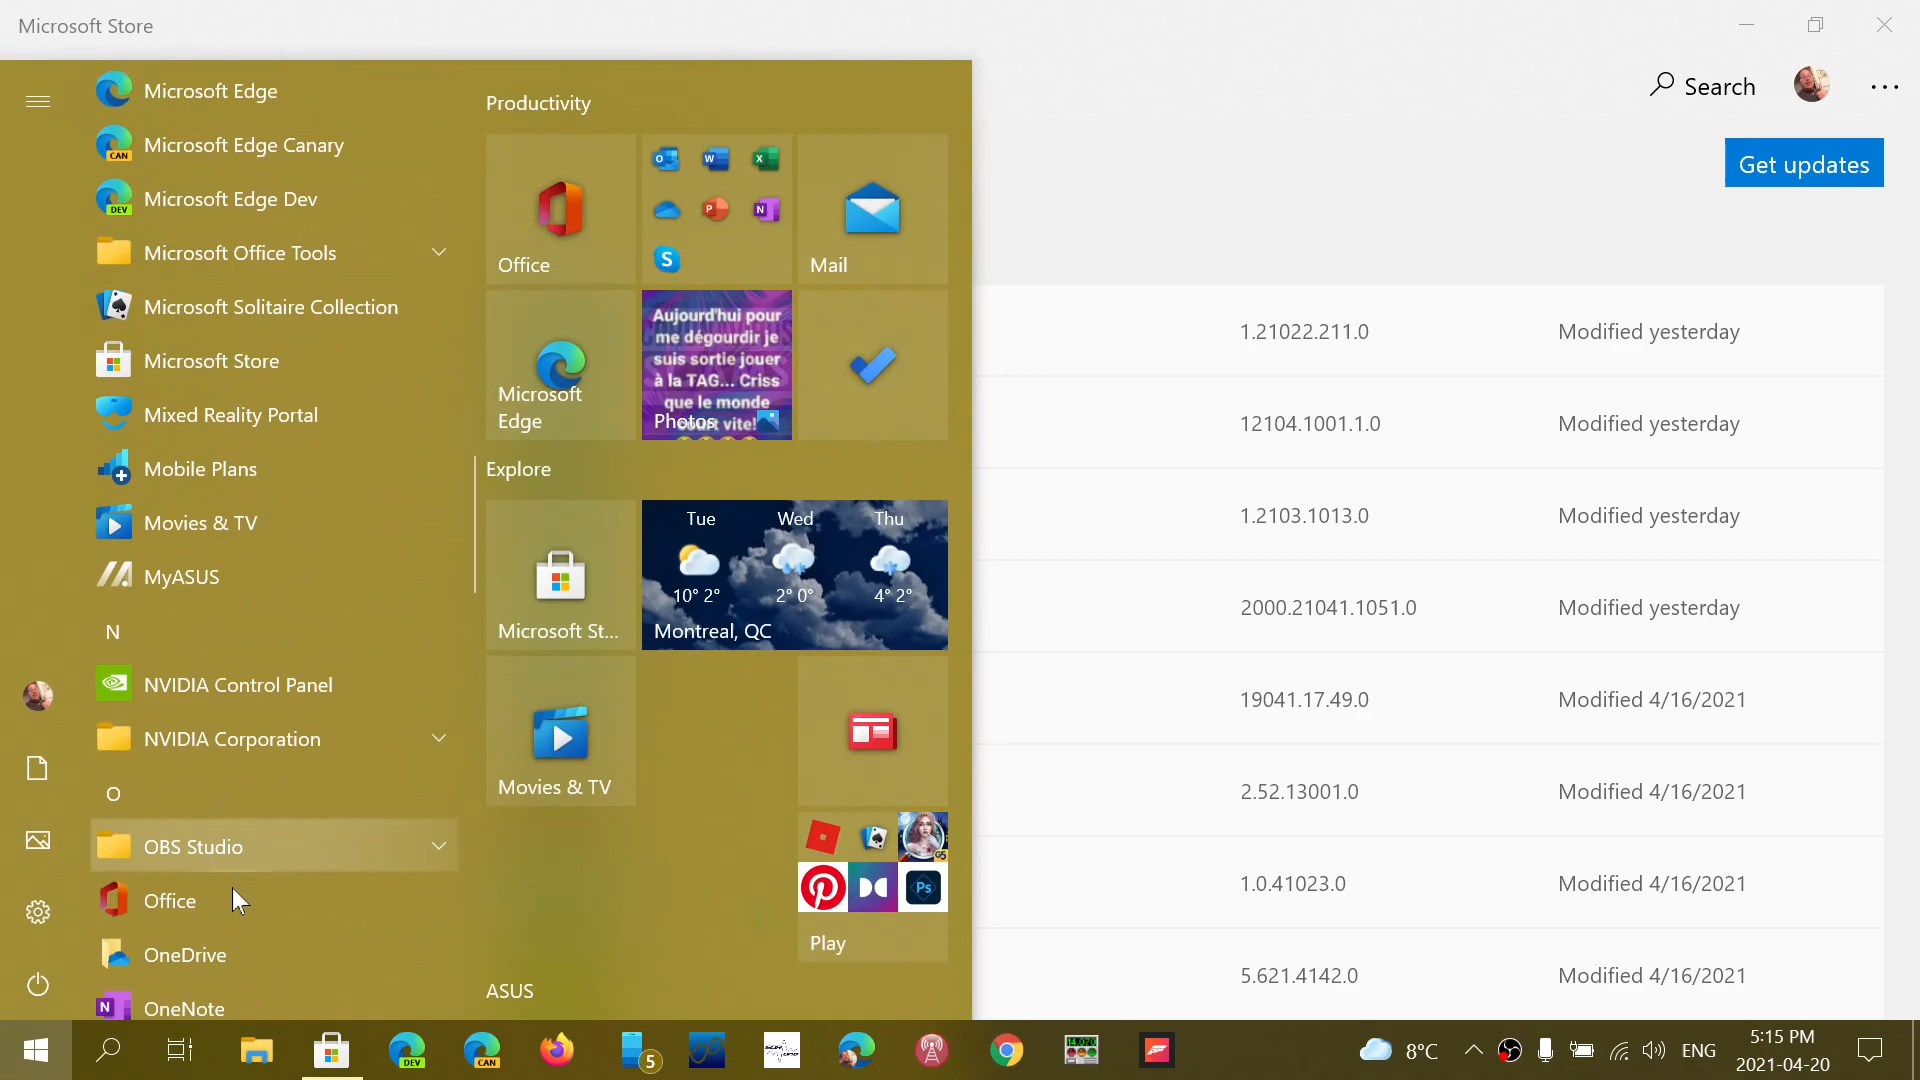 Microsoft Store
Search
Get updates
Microsoft Edge
Microsoft Edge Canary
Microsoft Edge Dev
Microsoft Office Tools
Microsoft Solitaire Collection
Microsoft Store
Mixed Reality Portal
Mobile Plans
Movies & TV
MyASUS
N
NVIDIA Control Panel
NVIDIA Corporation
O
OBS Studio
Office
OneDrive
OneNote
Productivity
Office
Mail
Microsoft
Edge
Aujourd'hui pour
me dégourdir je
suis sortie jouer
à la TAG... Criss
que le monde
court vite!
Photos
Explore
Microsoft St...
Tue Wed Thu
10° 2° 2° 0° 4° 2°
Montreal, QC
Movies & TV
Play
ASUS
1.21022.211.0 Modified yesterday
12104.1001.1.0 Modified yesterday
1.2103.1013.0 Modified yesterday
2000.21041.1051.0 Modified yesterday
19041.17.49.0 Modified 4/16/2021
2.52.13001.0 Modified 4/16/2021
1.0.41023.0 Modified 4/16/2021
5.621.4142.0 Modified 4/16/2021
DEV
CAN
5
8°C
ENG
5:15 PM
2021-04-20